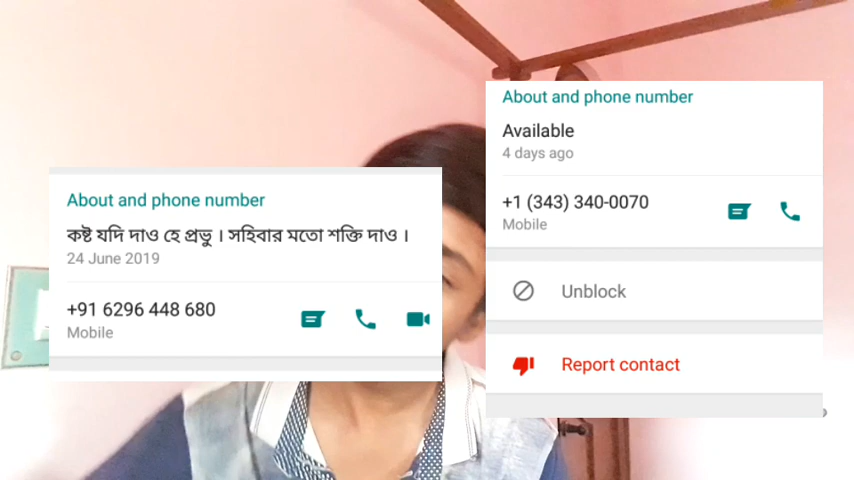 About and phone number
কষ্ট যদি দাও হে প্রভু । সহিবার মতো শক্তি দাও ।
24 June 2019
+91 6296 448 680
Mobile
About and phone number
Available
4 days ago
+1 (343) 340-0070
Mobile
Unblock
Report contact